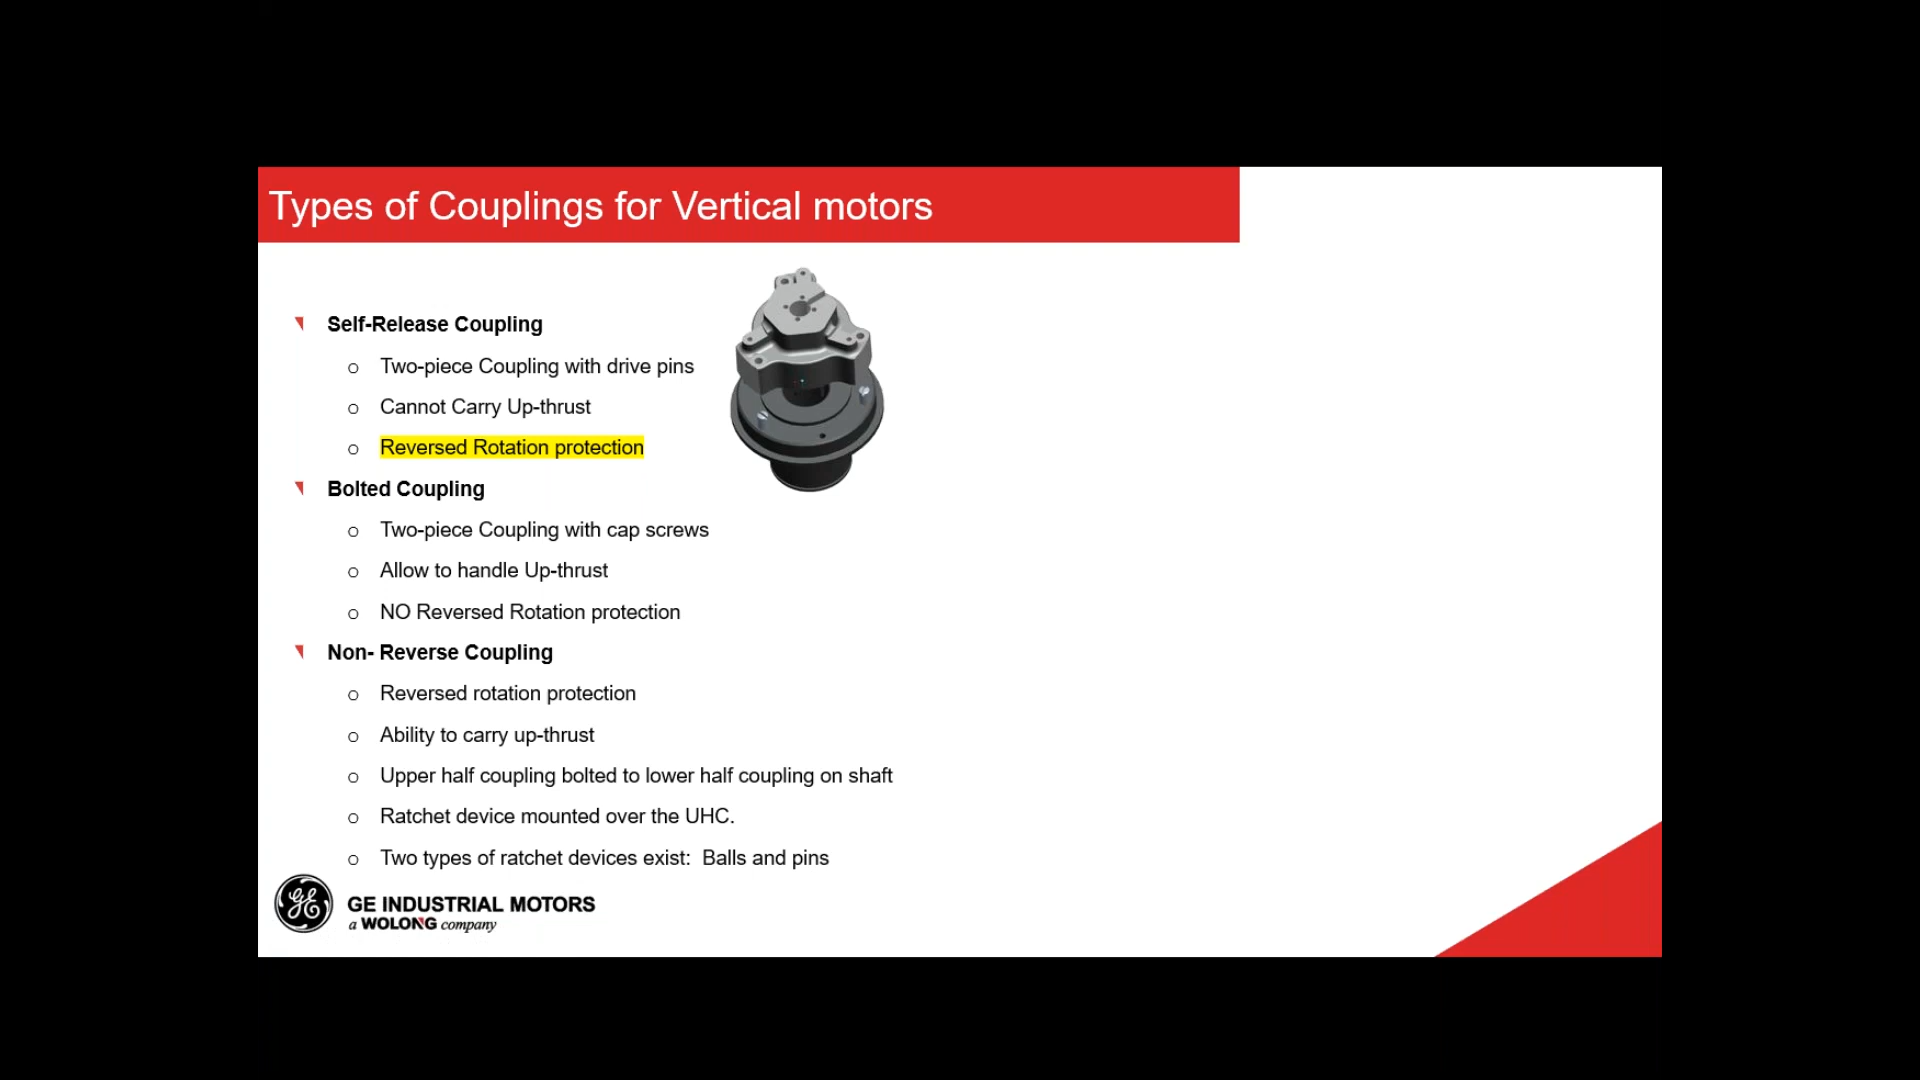 Types of Couplings for Vertical motors
Self-Release Coupling
o Two-piece Coupling with drive pins
o Cannot Carry Up-thrust
o Reversed Rotation protection
Bolted Coupling
o Two-piece Coupling with cap screws
o Allow to handle Up-thrust
o NO Reversed Rotation protection
Non- Reverse Coupling
o Reversed rotation protection
o Ability to carry up-thrust
o Upper half coupling bolted to lower half coupling on shaft
o Ratchet device mounted over the UHC.
o Two types of ratchet devices exist:  Balls and pins
GE INDUSTRIAL MOTORS
a WOLONG company